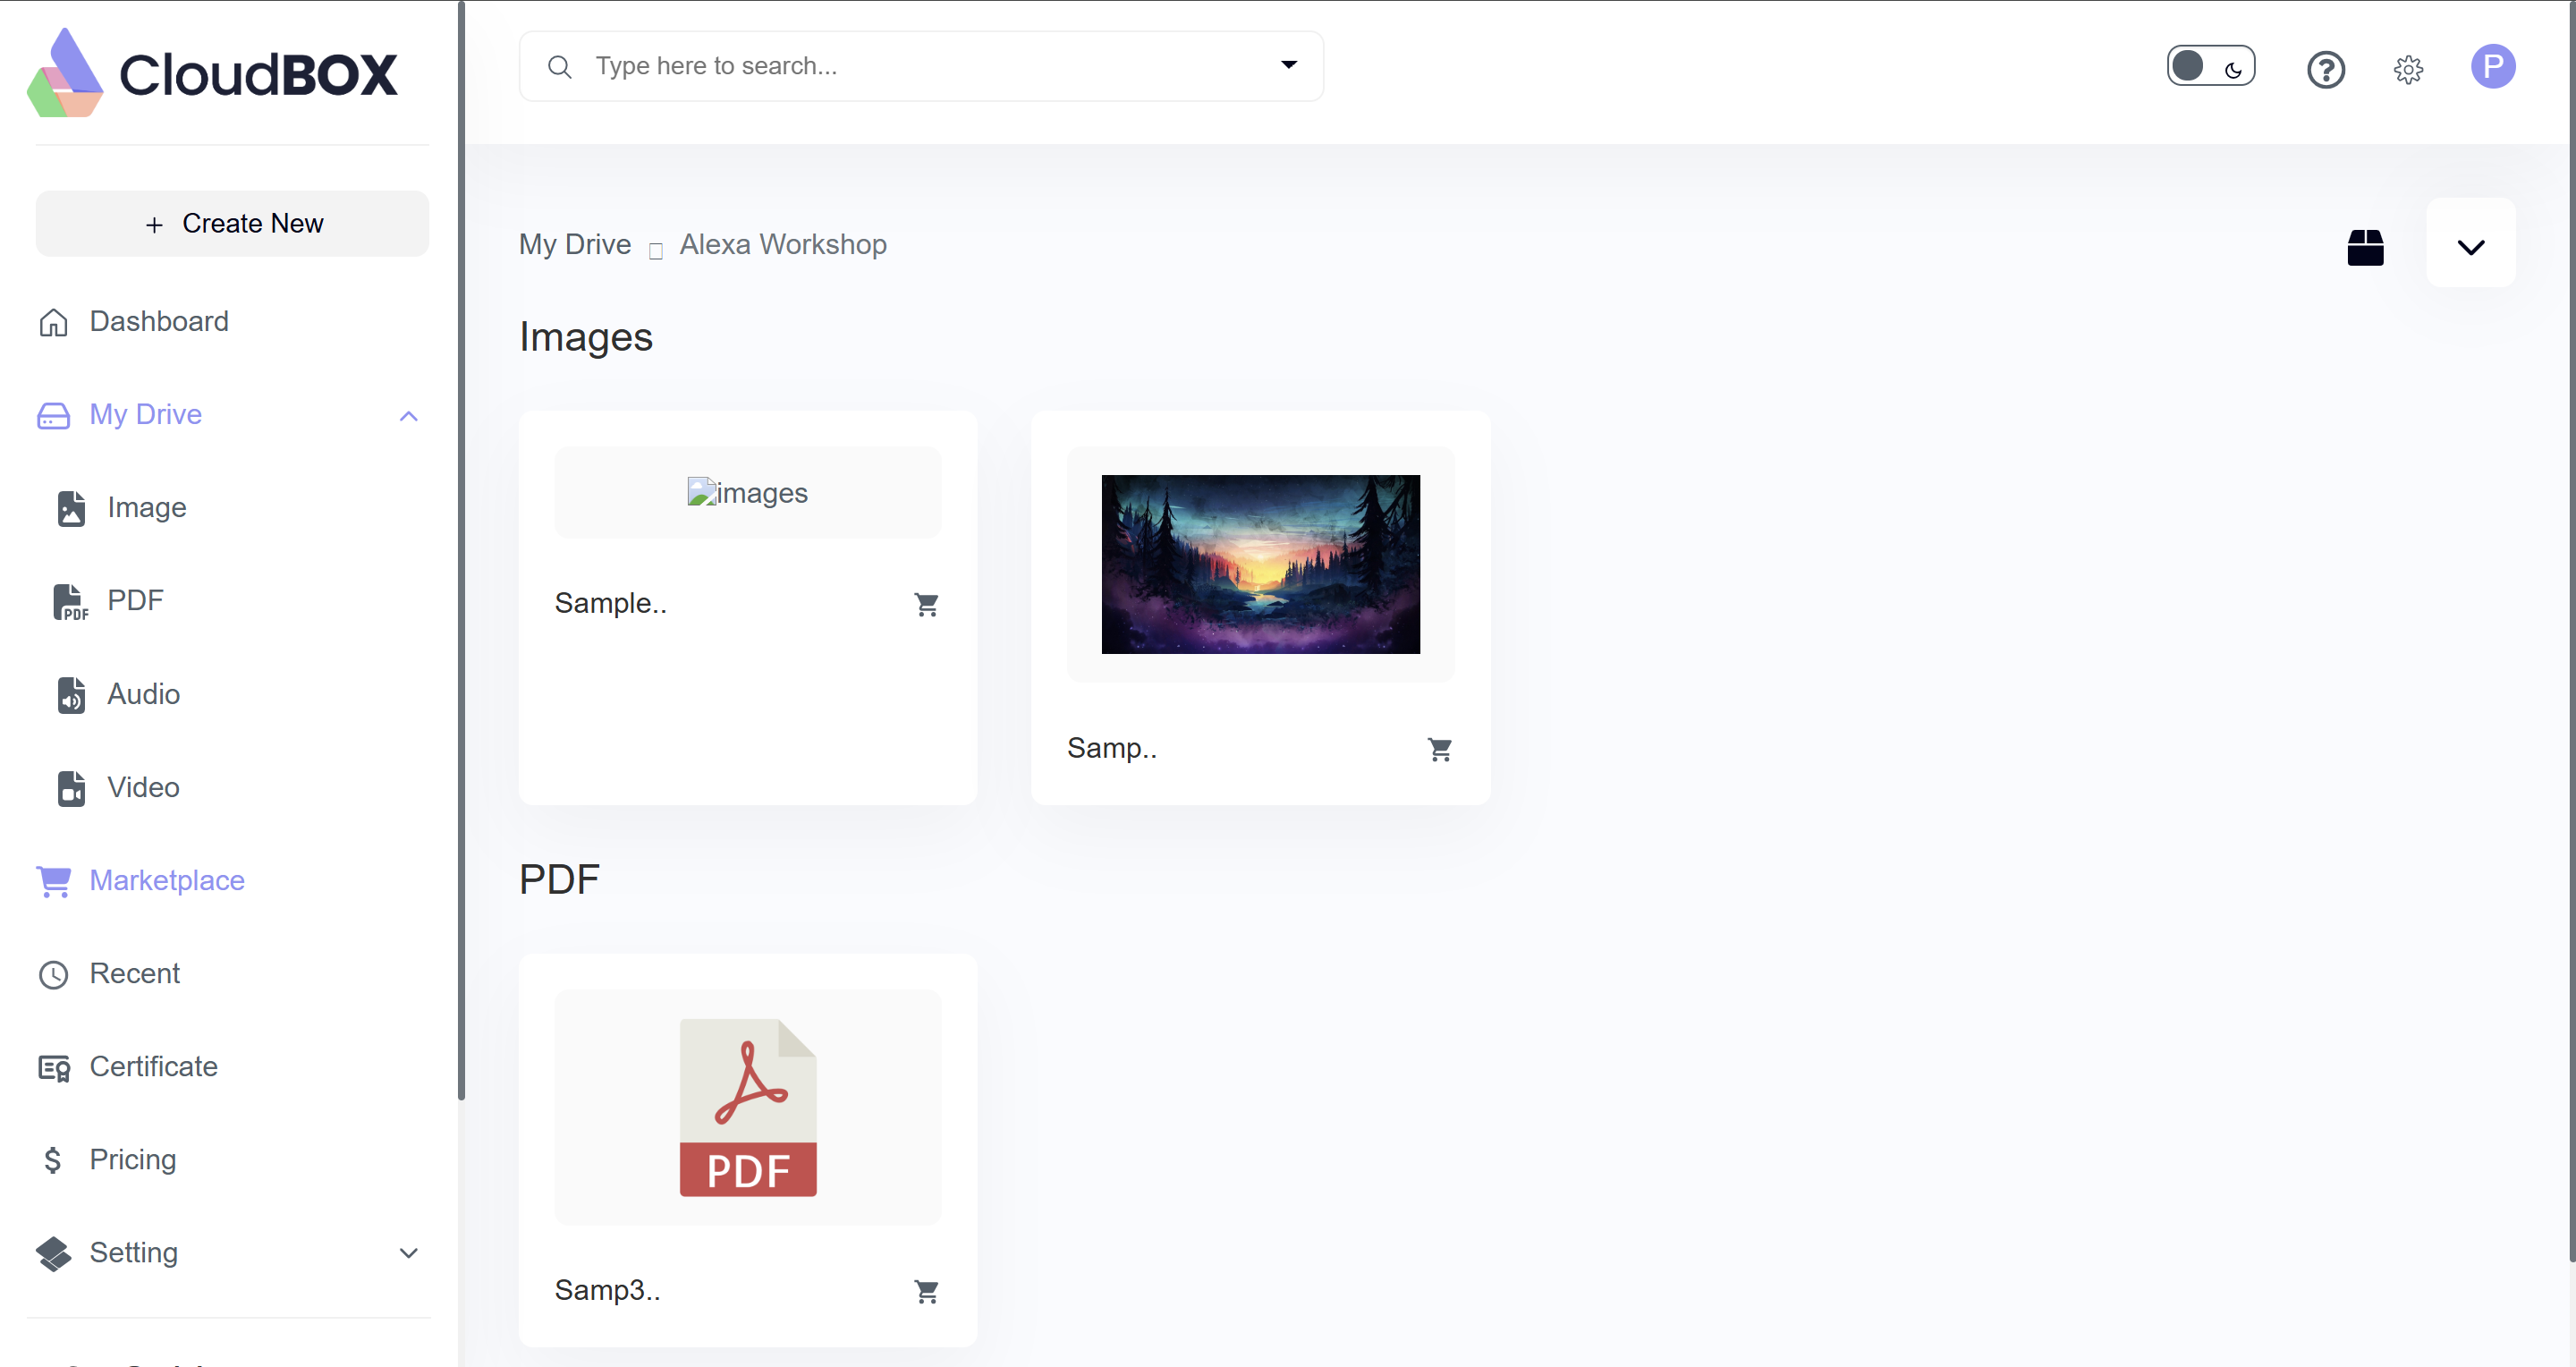 CloudBOX
Type here to search...
P
Create New
Dashboard
My Drive
Image
PDF
Audio
Video
Marketplace
Recent
Certificate
Pricing
Setting
My Drive Alexa Workshop
Images
images
Sample..
Samp..
PDF
PDF
Samp3..